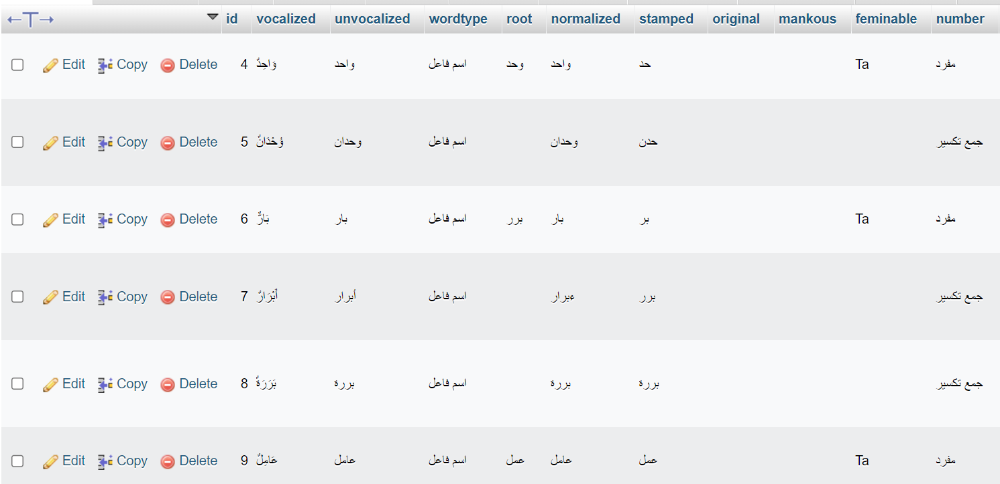 id vocalized unvocalized wordtype root normalized stamped original mankous feminable number
Edit Copy Delete 4 وَاحِدٌ واحد اسم فاعل وحد واحد حد Ta مفرد
Edit Copy Delete 5 وُحْدَانٌ وحدان اسم فاعل وحدان حدن جمع تكسير
Edit Copy Delete 6 بَارٌّ بار اسم فاعل برر بار بر Ta مفرد
Edit Copy Delete 7 أَبْرَارٌ أبرار اسم فاعل ءبرار برر جمع تكسير
Edit Copy Delete 8 بَرَرَةٌ بررة اسم فاعل بررة بررة جمع تكسير
Edit Copy Delete 9 عَامِلٌ عامل اسم فاعل عمل عامل عمل Ta مفرد